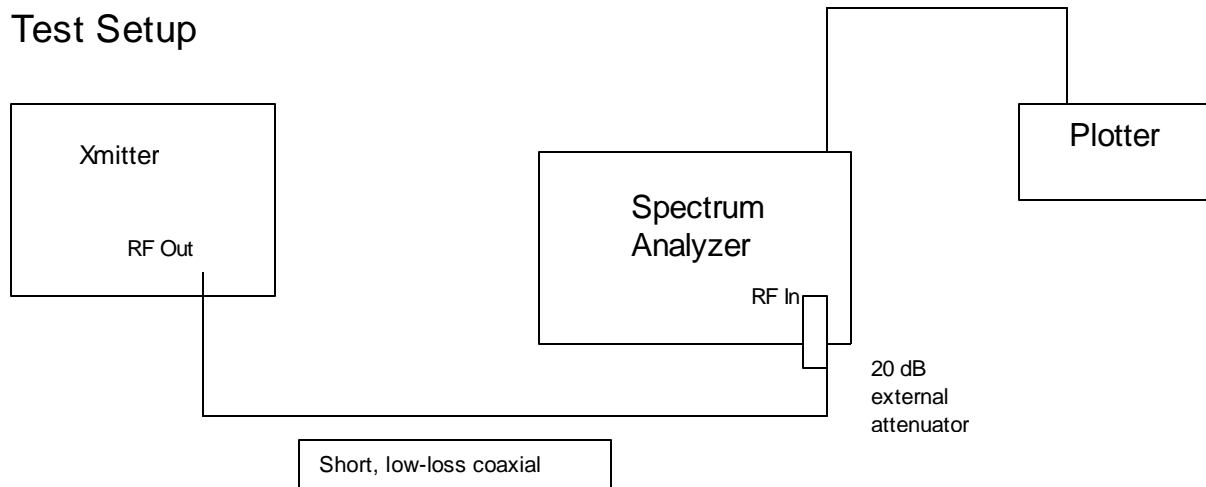 Test Setup
Xmitter
RF Out
Spectrum
Analyzer
RF In
Plotter
20 dB
external
attenuator
Short, low-loss coaxial